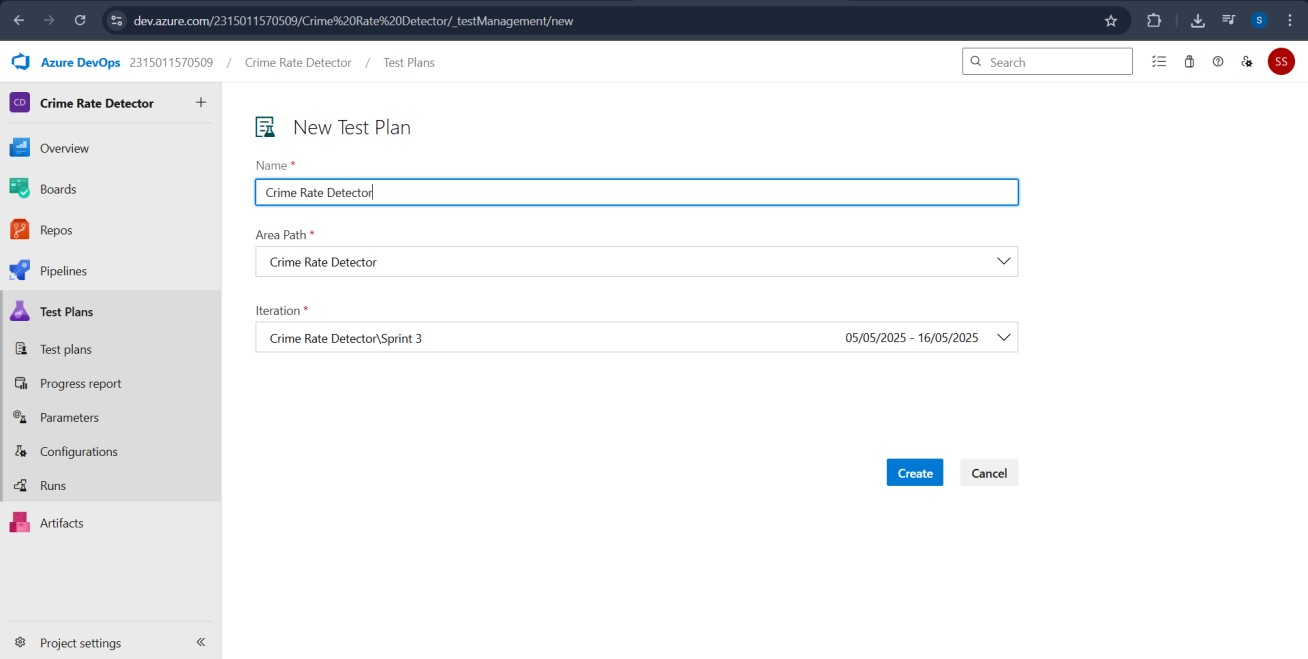 dev.azure.com/2315011570509/Crime%20Rate%20Detector/_testManagement/new
S
Azure DevOps 2315011570509 / Crime Rate Detector / Test Plans
Search
SS
CD Crime Rate Detector +
Overview
Boards
Repos
Pipelines
Test Plans
Test plans
Progress report
Parameters
Configurations
Runs
Artifacts
Project settings
New Test Plan
Name *
Crime Rate Detector
Area Path *
Crime Rate Detector
Iteration *
Crime Rate Detector\Sprint 3 05/05/2025 - 16/05/2025
Create Cancel